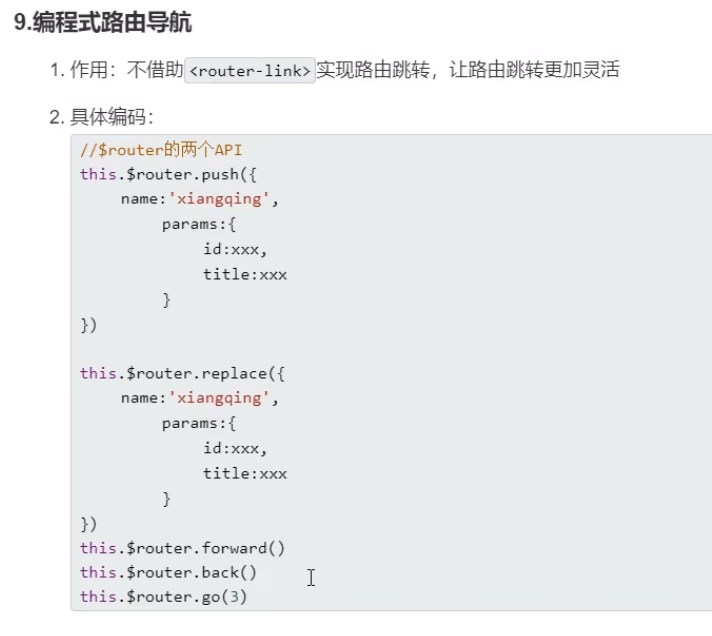 9.编程式路由导航
1. 作用：不借助<router-link>实现路由跳转，让路由跳转更加灵活
2. 具体编码：
//$router的两个API
this.$router.push({
    name:'xiangqing',
        params:{
            id:xxx,
            title:xxx
        }
})

this.$router.replace({
    name:'xiangqing',
        params:{
            id:xxx,
            title:xxx
        }
})
this.$router.forward()
this.$router.back()
this.$router.go(3)